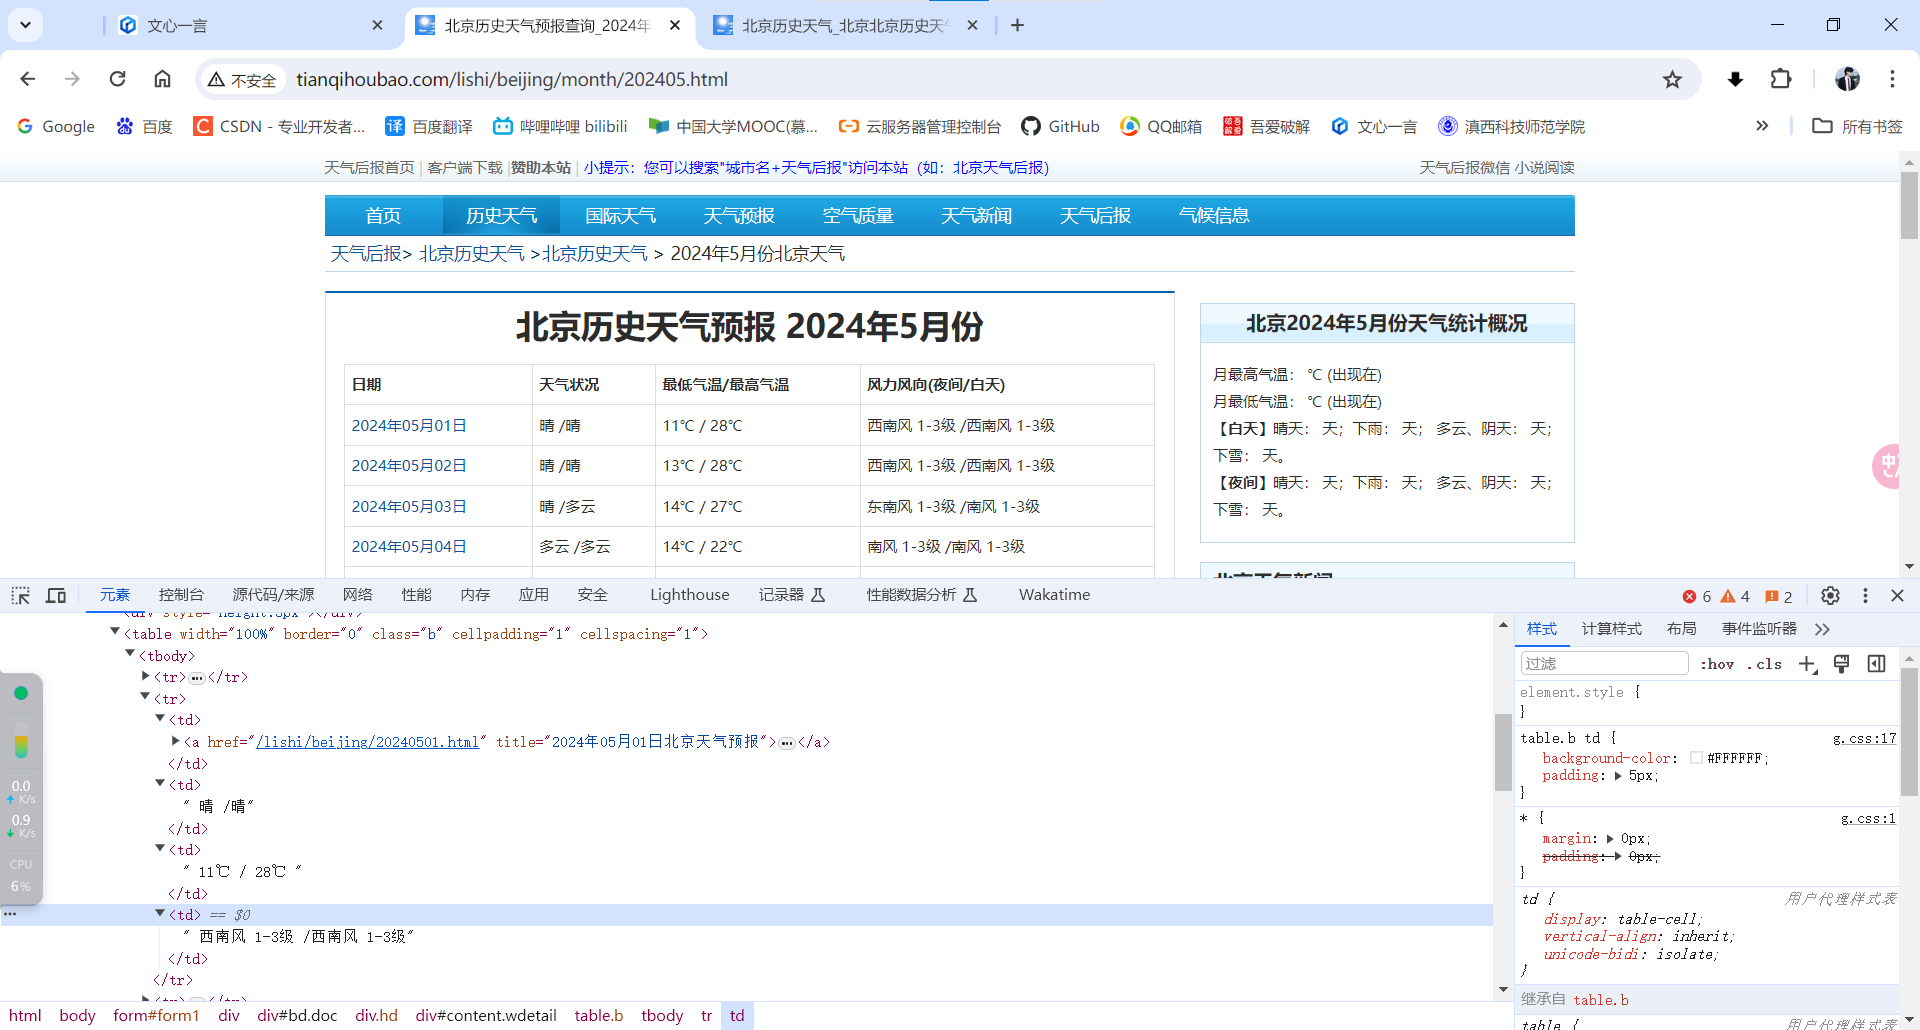 文心一言
北京历史天气预报查询_2024年
北京历史天气_北京北京历史天气
不安全 tianqihoubao.com/lishi/beijing/month/202405.html
Google 百度 CSDN - 专业开发者... 百度翻译 哔哩哔哩 bilibili 中国大学MOOC(慕... 云服务器管理控制台 GitHub QQ邮箱 吾爱破解 文心一言 滇西科技师范学院 » 所有书签
天气后报首页 | 客户端下载 |赞助本站 | 小提示：您可以搜索"城市名+天气后报"访问本站（如：北京天气后报）
天气后报微信 小说阅读
首页 历史天气 国际天气 天气预报 空气质量 天气新闻 天气后报 气候信息
天气后报> 北京历史天气 >北京历史天气 > 2024年5月份北京天气
北京历史天气预报 2024年5月份
日期 天气状况 最低气温/最高气温 风力风向(夜间/白天)
2024年05月01日 晴 /晴 11℃ / 28℃ 西南风 1-3级 /西南风 1-3级
2024年05月02日 晴 /晴 13℃ / 28℃ 西南风 1-3级 /西南风 1-3级
2024年05月03日 晴 /多云 14℃ / 27℃ 东南风 1-3级 /南风 1-3级
2024年05月04日 多云 /多云 14℃ / 22℃ 南风 1-3级 /南风 1-3级
北京2024年5月份天气统计概况
月最高气温： ℃ (出现在)
月最低气温： ℃ (出现在)
【白天】晴天： 天； 下雨： 天； 多云、阴天： 天；
下雪： 天。
【夜间】晴天： 天； 下雨： 天； 多云、阴天： 天；
下雪： 天。
北京天气新闻
元素 控制台 源代码/来源 网络 性能 内存 应用 安全 Lighthouse 记录器 性能数据分析 Wakatime 6 4 2
<table width="100%" border="0" class="b" cellpadding="1" cellspacing="1">
<tbody>
<tr>…</tr>
<tr>
<td>
<a href="/lishi/beijing/20240501.html" title="2024年05月01日北京天气预报">…</a>
</td>
<td>
" 晴 /晴"
</td>
<td>
" 11℃ / 28℃ "
</td>
<td> == $0
" 西南风 1-3级 /西南风 1-3级"
</td>
</tr>
html body form#form1 div div#bd.doc div.hd div#content.wdetail table.b tbody tr td
样式 计算样式 布局 事件监听器
过滤 :hov .cls
element.style {
}
table.b td { g.css:17
background-color: #FFFFFF;
padding: 5px;
}
* { g.css:1
margin: 0px;
padding: 0px;
}
td { 用户代理样式表
display: table-cell;
vertical-align: inherit;
unicode-bidi: isolate;
}
继承自 table.b
table { 用户代理样式表
0.0
K/s
0.9
K/s
CPU
6%